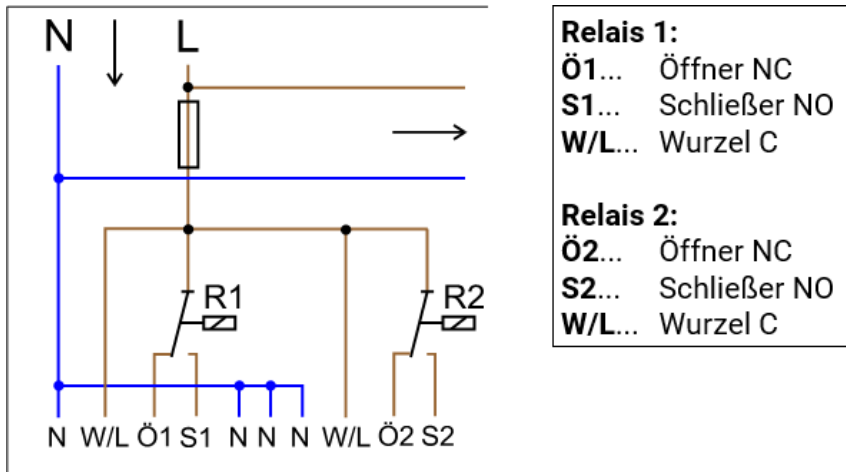 N L
R1 R2
N W/L Ö1 S1 N N N W/L Ö2 S2
Relais 1:
Ö1... Öffner NC
S1... Schließer NO
W/L... Wurzel C
Relais 2:
Ö2... Öffner NC
S2... Schließer NO
W/L... Wurzel C